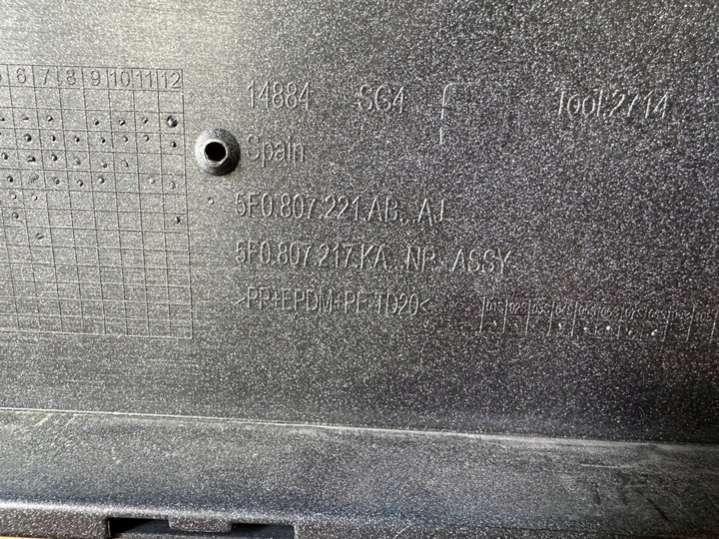 6 7 8 9 10 11 12
14884 SG4 Tool:2714
Spain
5F0.807.221.AB...AJ
5F0.807.217.KA...NP ASSY
>PP+EPDM+PE-TD20<